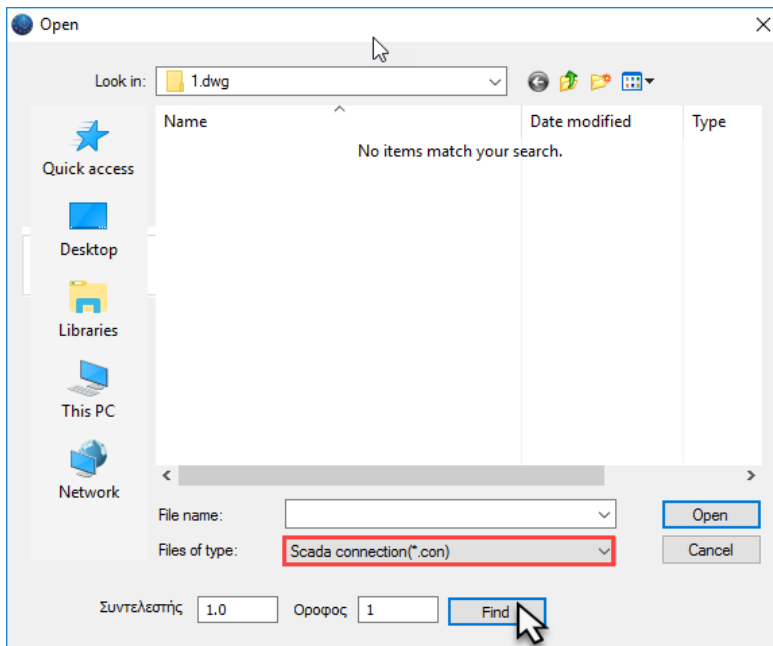 Open
Look in: 1.dwg
Name Date modified Type
No items match your search.
Quick access
Desktop
Libraries
This PC
Network
File name: Open
Files of type: Scada connection(*.con) Cancel
Συντελεστής 1.0 Οροφος 1 Find